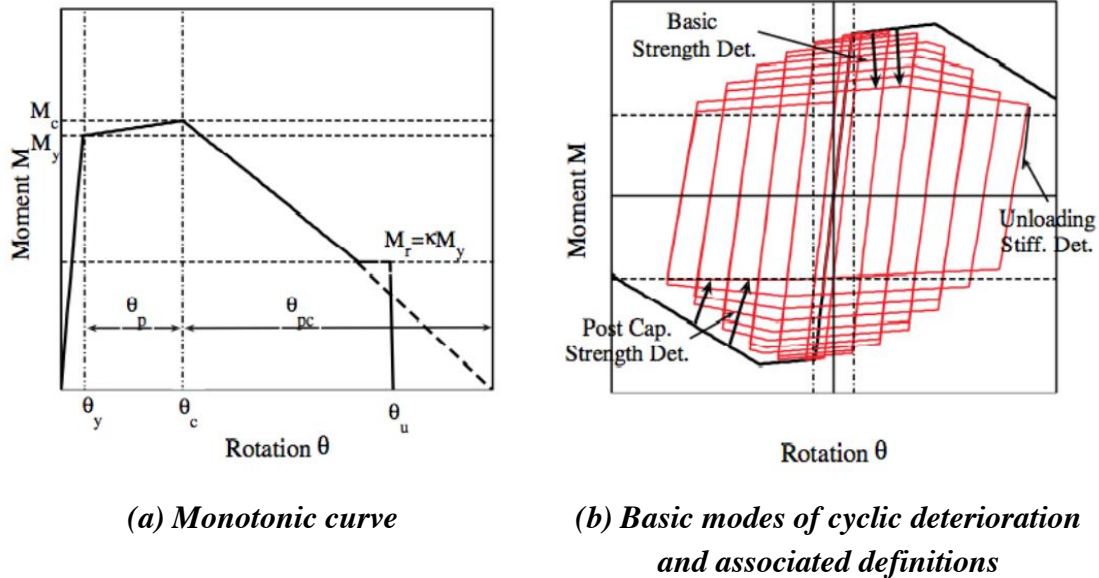 M_c
M_y
Moment M
M_r=κM_y
θ_p
θ_pc
θ_y
θ_c
θ_u
Rotation θ
(a) Monotonic curve
Basic
Strength Det.
Moment M
Unloading
Stiff. Det.
Post Cap.
Strength Det.
Rotation θ
(b) Basic modes of cyclic deterioration
and associated definitions